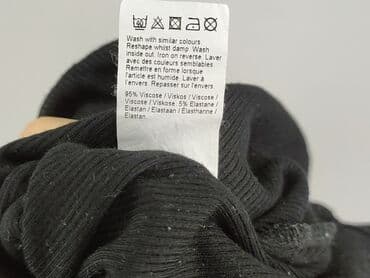 Wash with similar colours.
Reshape whilst damp. Wash
inside out. Iron on reverse. Laver
avec des couleurs semblables
Remettre en forme lorsque
l'article est humide. Laver à
l'envers. Repasser sur l'envers.
95% Viscose / Viskos / Viscose /
Viscose / Viskose. 5% Elastane /
Elastan / Élastane / Elasthanne /
Elastan.